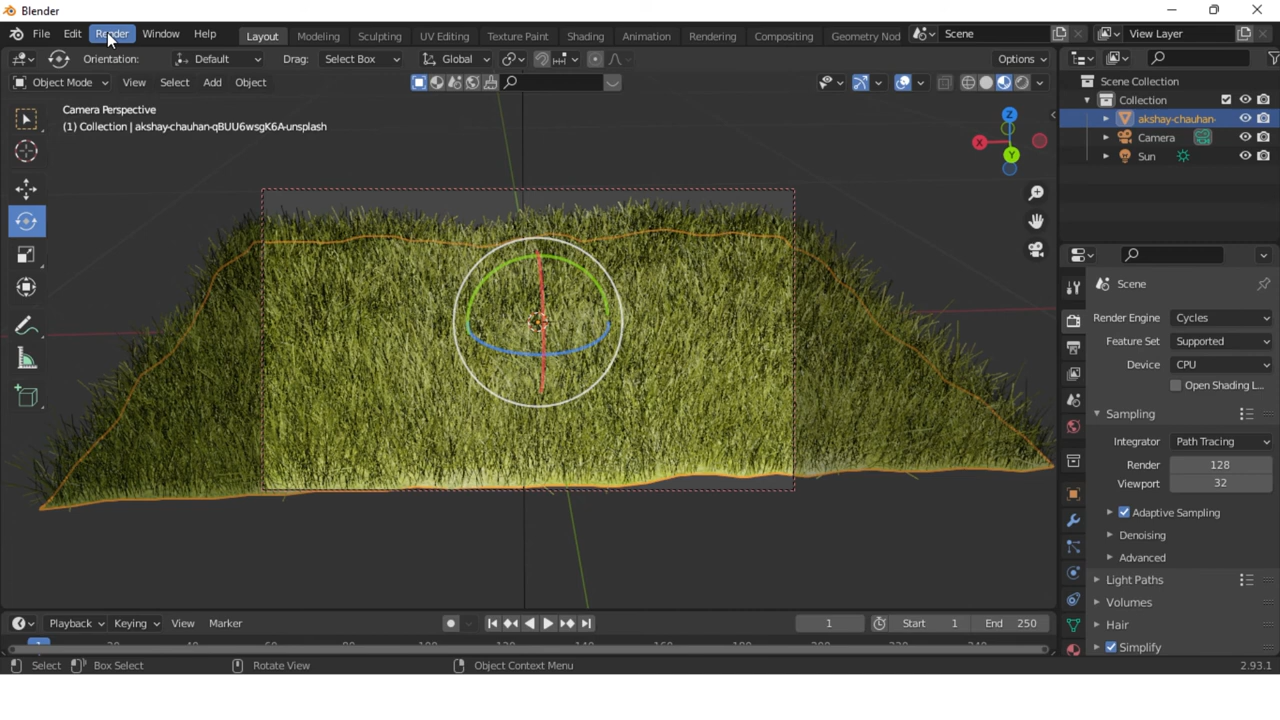 Blender
File Edit Render Window Help Layout Modeling Sculpting UV Editing Texture Paint Shading Animation Rendering Compositing Geometry Nod Scene View Layer
Orientation: Default Drag: Select Box Global Options
Object Mode View Select Add Object
Camera Perspective
(1) Collection | akshay-chauhan-qBUU6wsgK6A-unsplash
X Y Z
Scene Collection
Collection
akshay-chauhan-
Camera
Sun
Scene
Render Engine Cycles
Feature Set Supported
Device CPU
Open Shading L...
Sampling
Integrator Path Tracing
Render 128
Viewport 32
Adaptive Sampling
Denoising
Advanced
Light Paths
Volumes
Hair
Simplify
Playback Keying View Marker 1 Start 1 End 250
1
Select Box Select Rotate View Object Context Menu 2.93.1